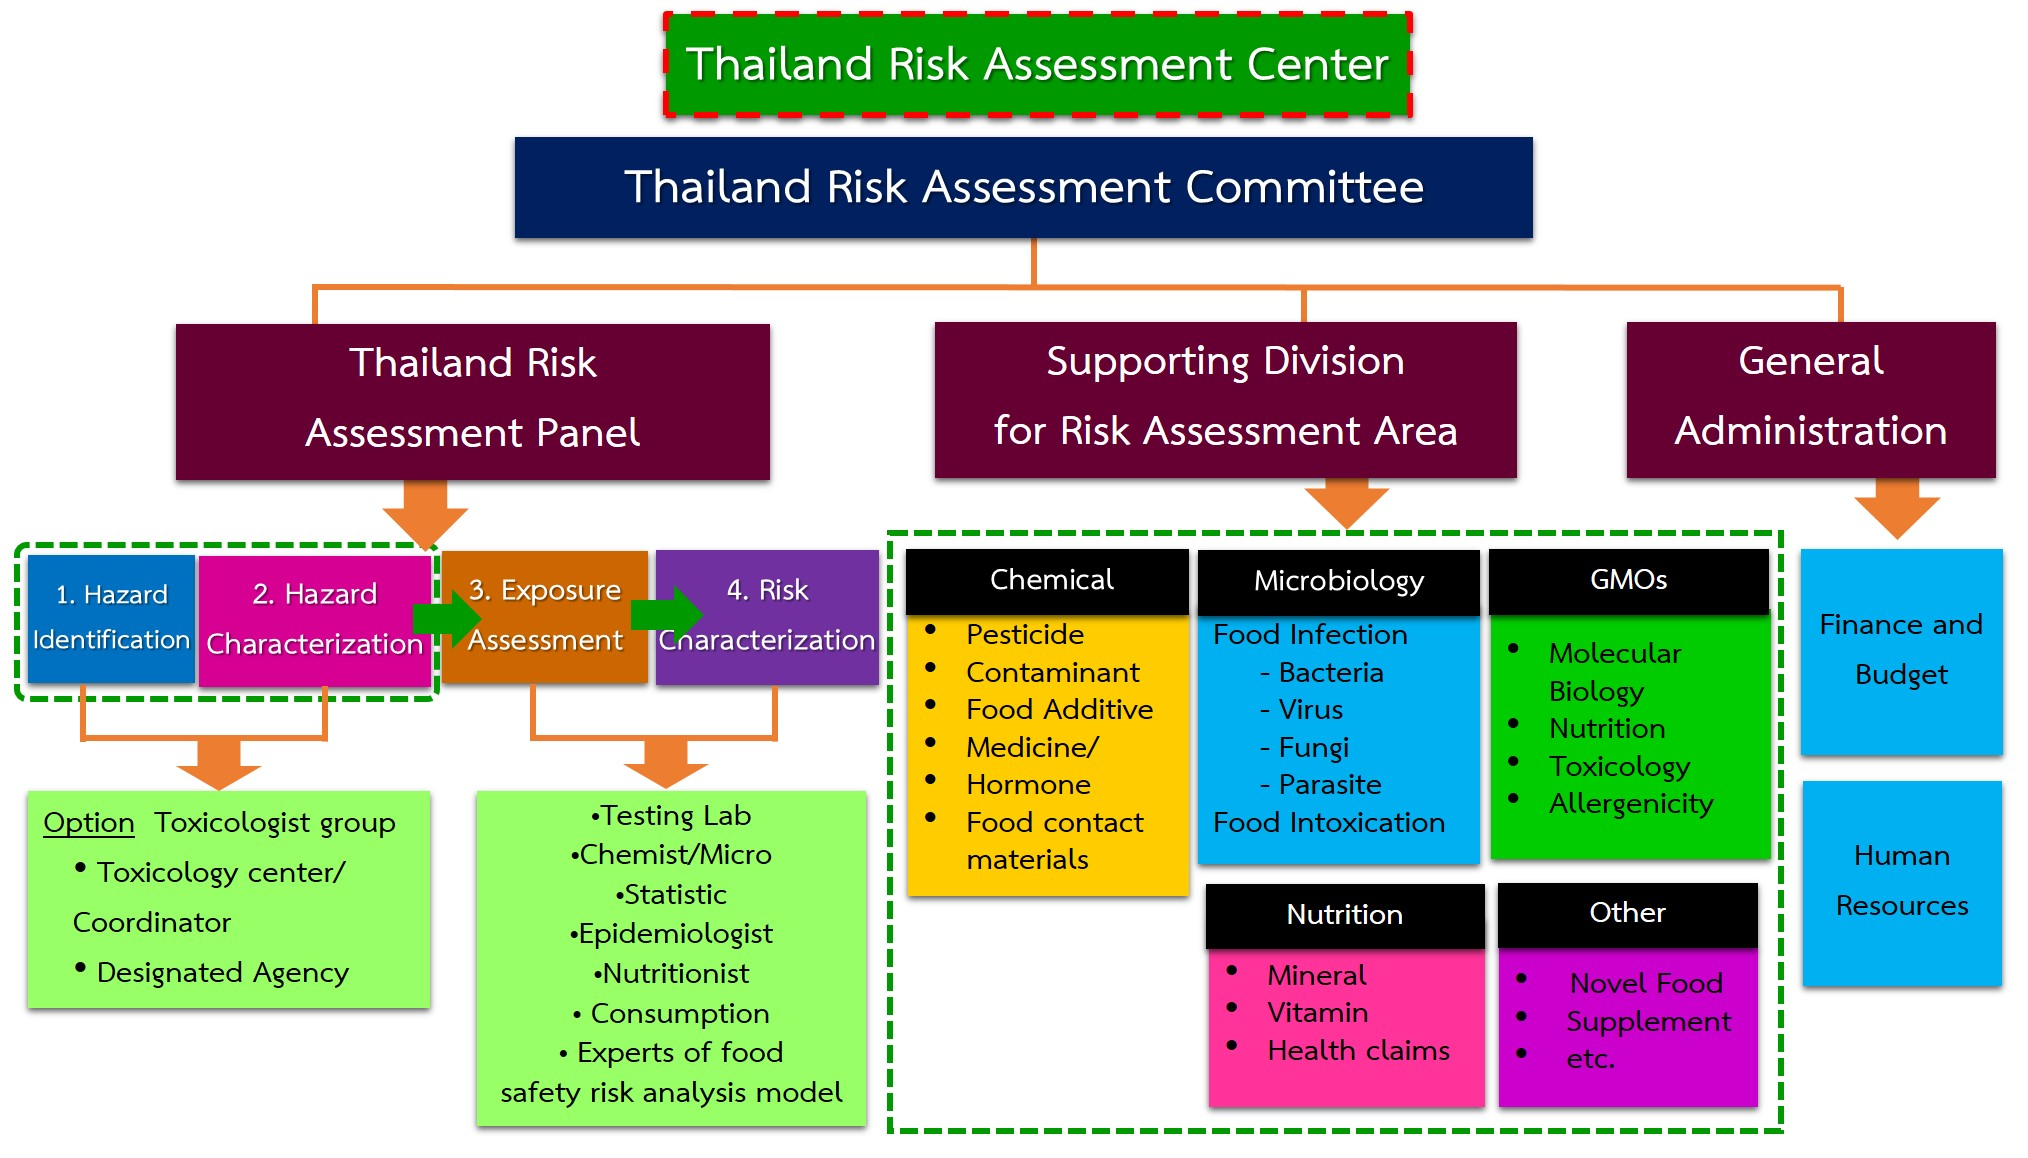 Thailand Risk Assessment Center
Thailand Risk Assessment Committee
Thailand Risk
Assessment Panel
Supporting Division
for Risk Assessment Area
General
Administration
1. Hazard
Identification
2. Hazard
Characterization
3. Exposure
Assessment
4. Risk
Characterization
Option Toxicologist group
• Toxicology center/
Coordinator
• Designated Agency
•Testing Lab
•Chemist/Micro
•Statistic
•Epidemiologist
•Nutritionist
• Consumption
• Experts of food
safety risk analysis model
Chemical
• Pesticide
• Contaminant
• Food Additive
• Medicine/
• Hormone
• Food contact
materials
Microbiology
Food Infection
- Bacteria
- Virus
- Fungi
- Parasite
Food Intoxication
GMOs
• Molecular
Biology
• Nutrition
• Toxicology
• Allergenicity
Nutrition
• Mineral
• Vitamin
• Health claims
Other
• Novel Food
• Supplement
• etc.
Finance and
Budget
Human
Resources